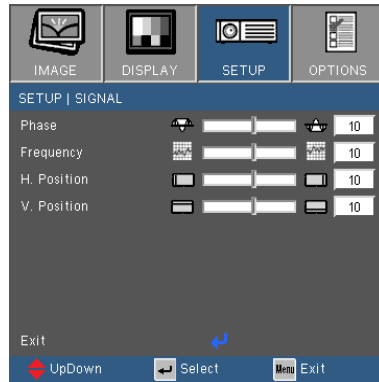 IMAGE DISPLAY SETUP OPTIONS
SETUP | SIGNAL
Phase 10
Frequency 10
H. Position 10
V. Position 10
Exit
UpDown Select Menu Exit